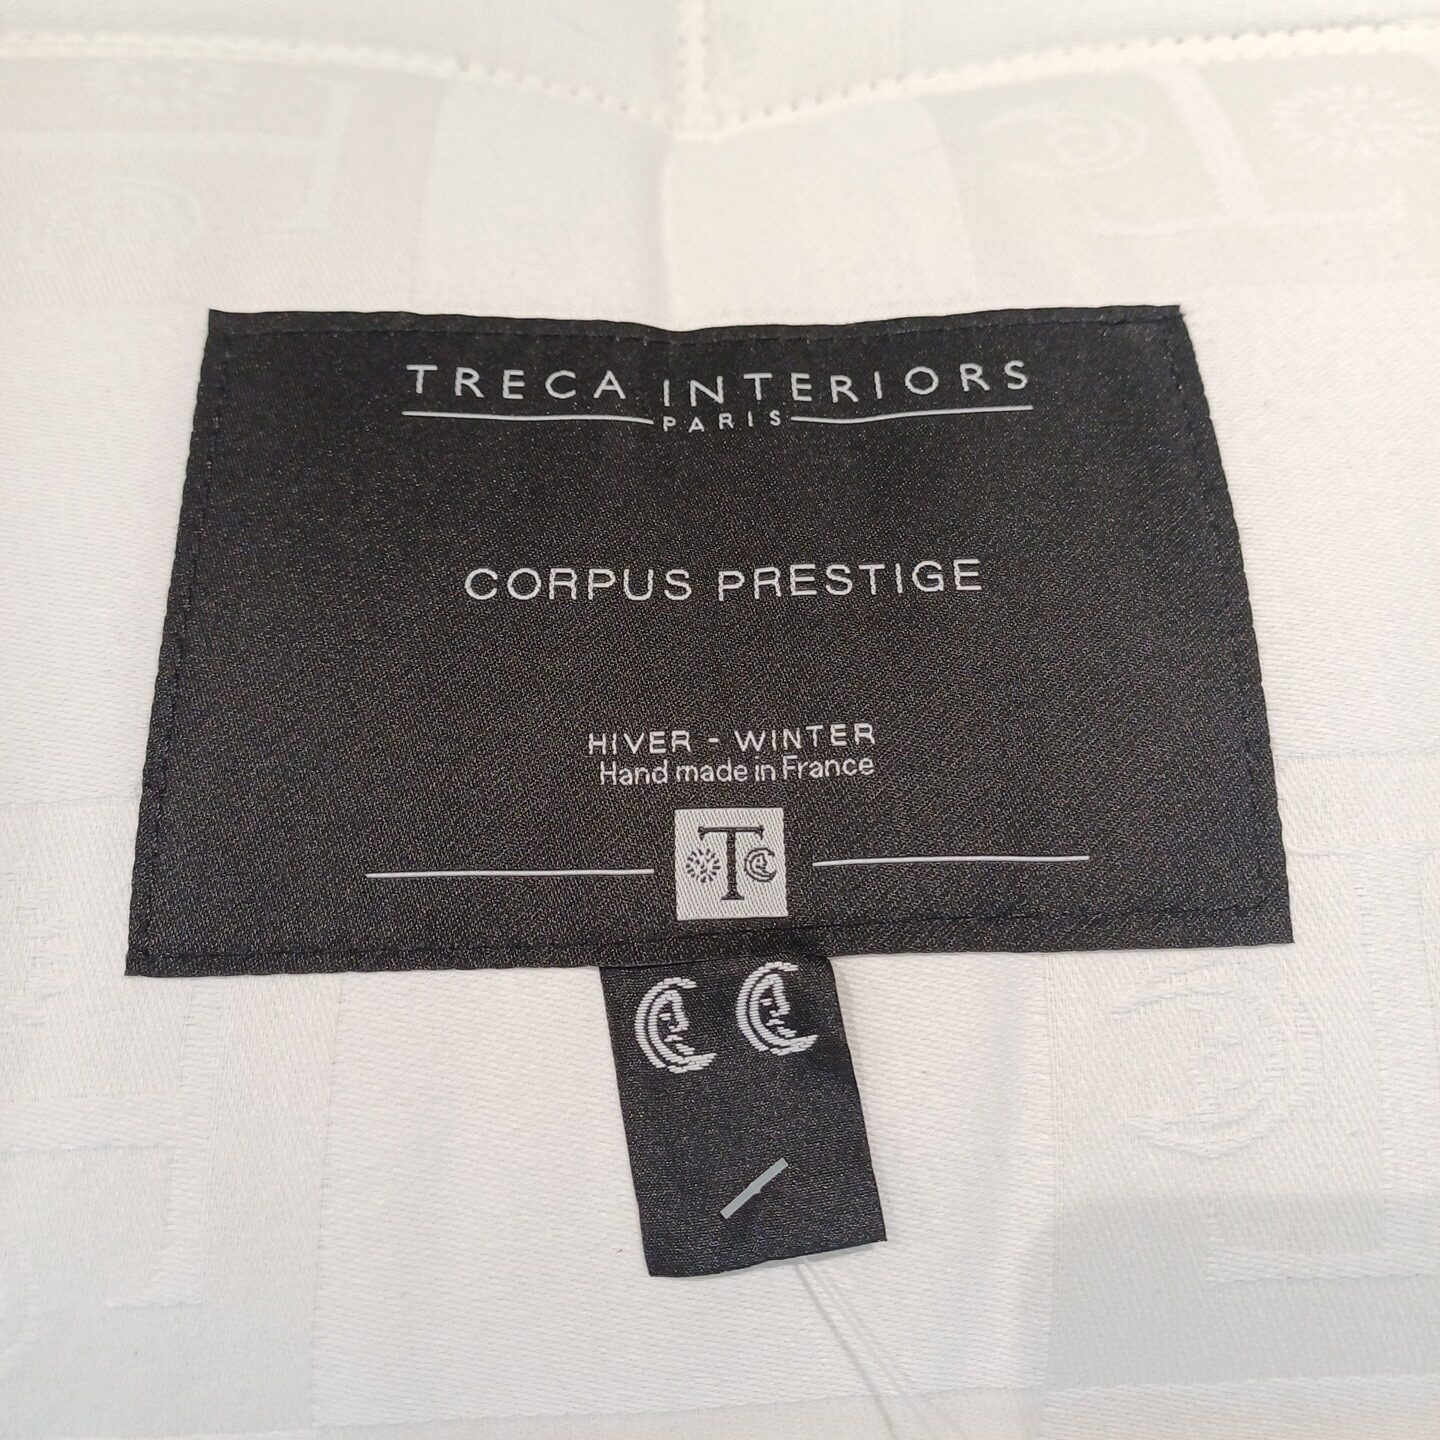 TRECA INTERIORS
PARIS
CORPUS PRESTIGE
HIVER - WINTER
Hand made in France
T